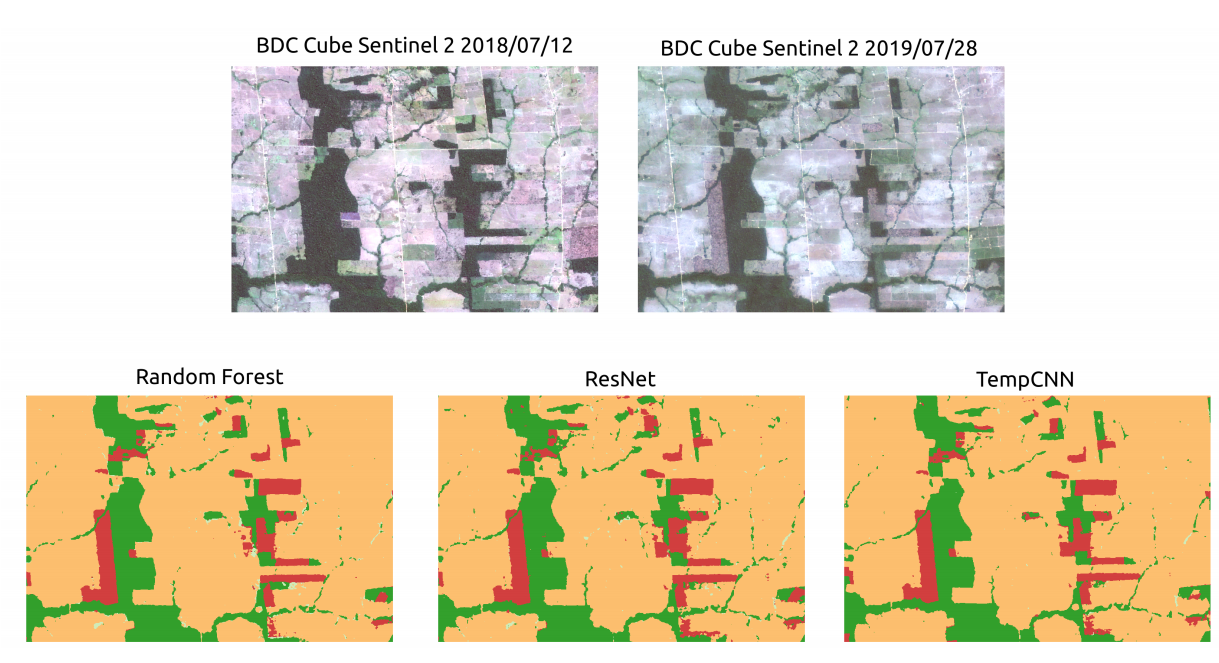 BDC Cube Sentinel 2 2018/07/12
BDC Cube Sentinel 2 2019/07/28
Random Forest
ResNet
TempCNN